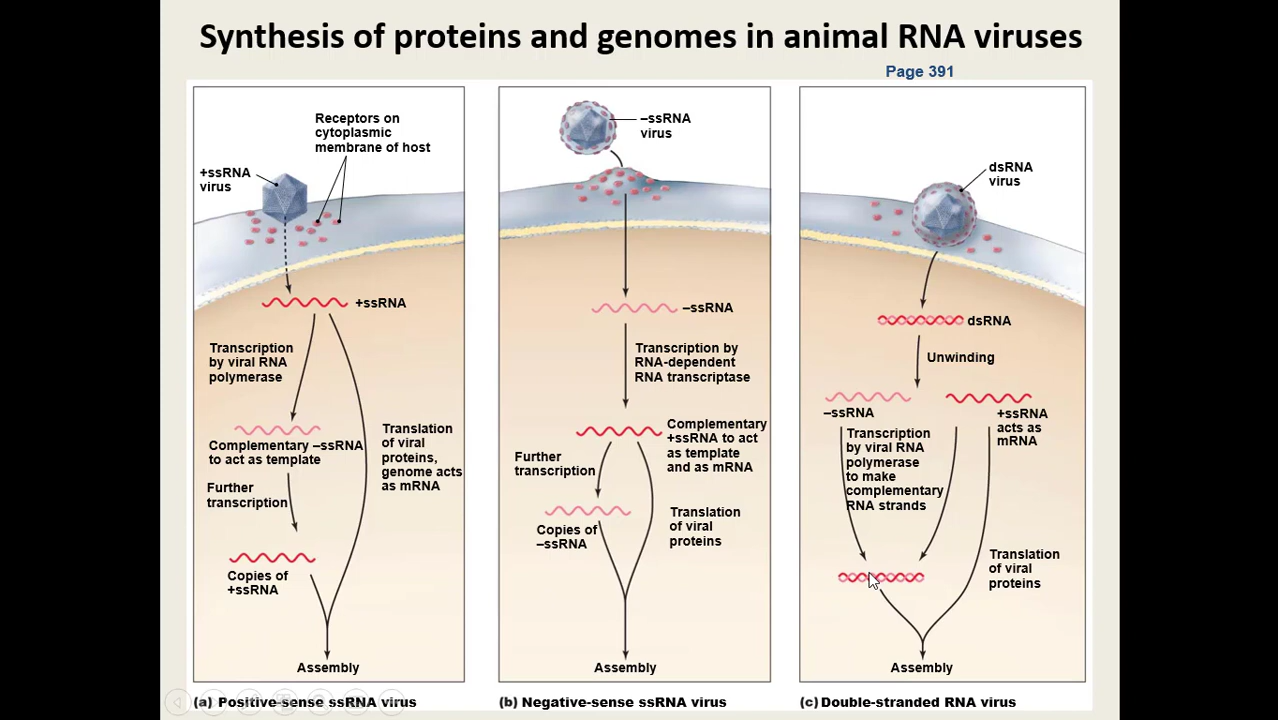 Synthesis of proteins and genomes in animal RNA viruses
Page 391
Receptors on
cytoplasmic
membrane of host
+ssRNA
virus
+ssRNA
Transcription
by viral RNA
polymerase
Complementary –ssRNA
to act as template
Translation
of viral
proteins,
genome acts
as mRNA
Further
transcription
Copies of
+ssRNA
Assembly
(a) Positive-sense ssRNA virus
–ssRNA
virus
–ssRNA
Transcription by
RNA-dependent
RNA transcriptase
Complementary
+ssRNA to act
as template
and as mRNA
Further
transcription
Copies of
–ssRNA
Translation
of viral
proteins
Assembly
(b) Negative-sense ssRNA virus
dsRNA
virus
dsRNA
Unwinding
–ssRNA
+ssRNA
acts as
mRNA
Transcription
by viral RNA
polymerase
to make
complementary
RNA strands
Translation
of viral
proteins
Assembly
(c) Double-stranded RNA virus